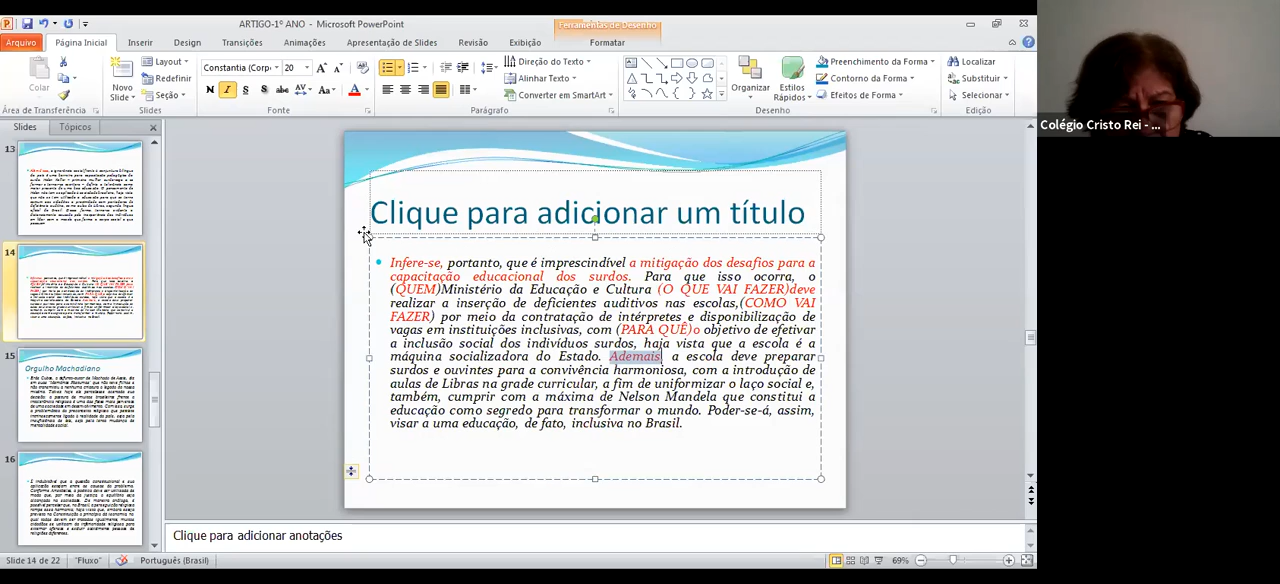 ARTIGO-1º ANO - Microsoft PowerPoint
Ferramentas de Desenho
Arquivo Página Inicial Inserir Design Transições Animações Apresentação de Slides Revisão Exibição Formatar
Colar
Novo Slide
Layout
Redefinir
Seção
Constantia (Corp 20
N I S S abc AV Aa A
Direção do Texto
Alinhar Texto
Converter em SmartArt
Organizar
Estilos Rápidos
Preenchimento da Forma
Contorno da Forma
Efeitos de Forma
Localizar
Substituir
Selecionar
Área de Transferência Slides Fonte Parágrafo Desenho Edição
Colégio Cristo Rei - ...
Slides Tópicos
13
14
15
Orgulho Machadiano
16
Clique para adicionar um título
Infere-se, portanto, que é imprescindível a mitigação dos desafios para a
capacitação educacional dos surdos. Para que isso ocorra, o
(QUEM)Ministério da Educação e Cultura (O QUE VAI FAZER)deve
realizar a inserção de deficientes auditivos nas escolas,(COMO VAI
FAZER) por meio da contratação de intérpretes e disponibilização de
vagas em instituições inclusivas, com (PARA QUÊ)o objetivo de efetivar
a inclusão social dos indivíduos surdos, haja vista que a escola é a
máquina socializadora do Estado. Ademais, a escola deve preparar
surdos e ouvintes para a convivência harmoniosa, com a introdução de
aulas de Libras na grade curricular, a fim de uniformizar o laço social e,
também, cumprir com a máxima de Nelson Mandela que constitui a
educação como segredo para transformar o mundo. Poder-se-á, assim,
visar a uma educação, de fato, inclusiva no Brasil.
Clique para adicionar anotações
Slide 14 de 22 "Fluxo" Português (Brasil) 69%